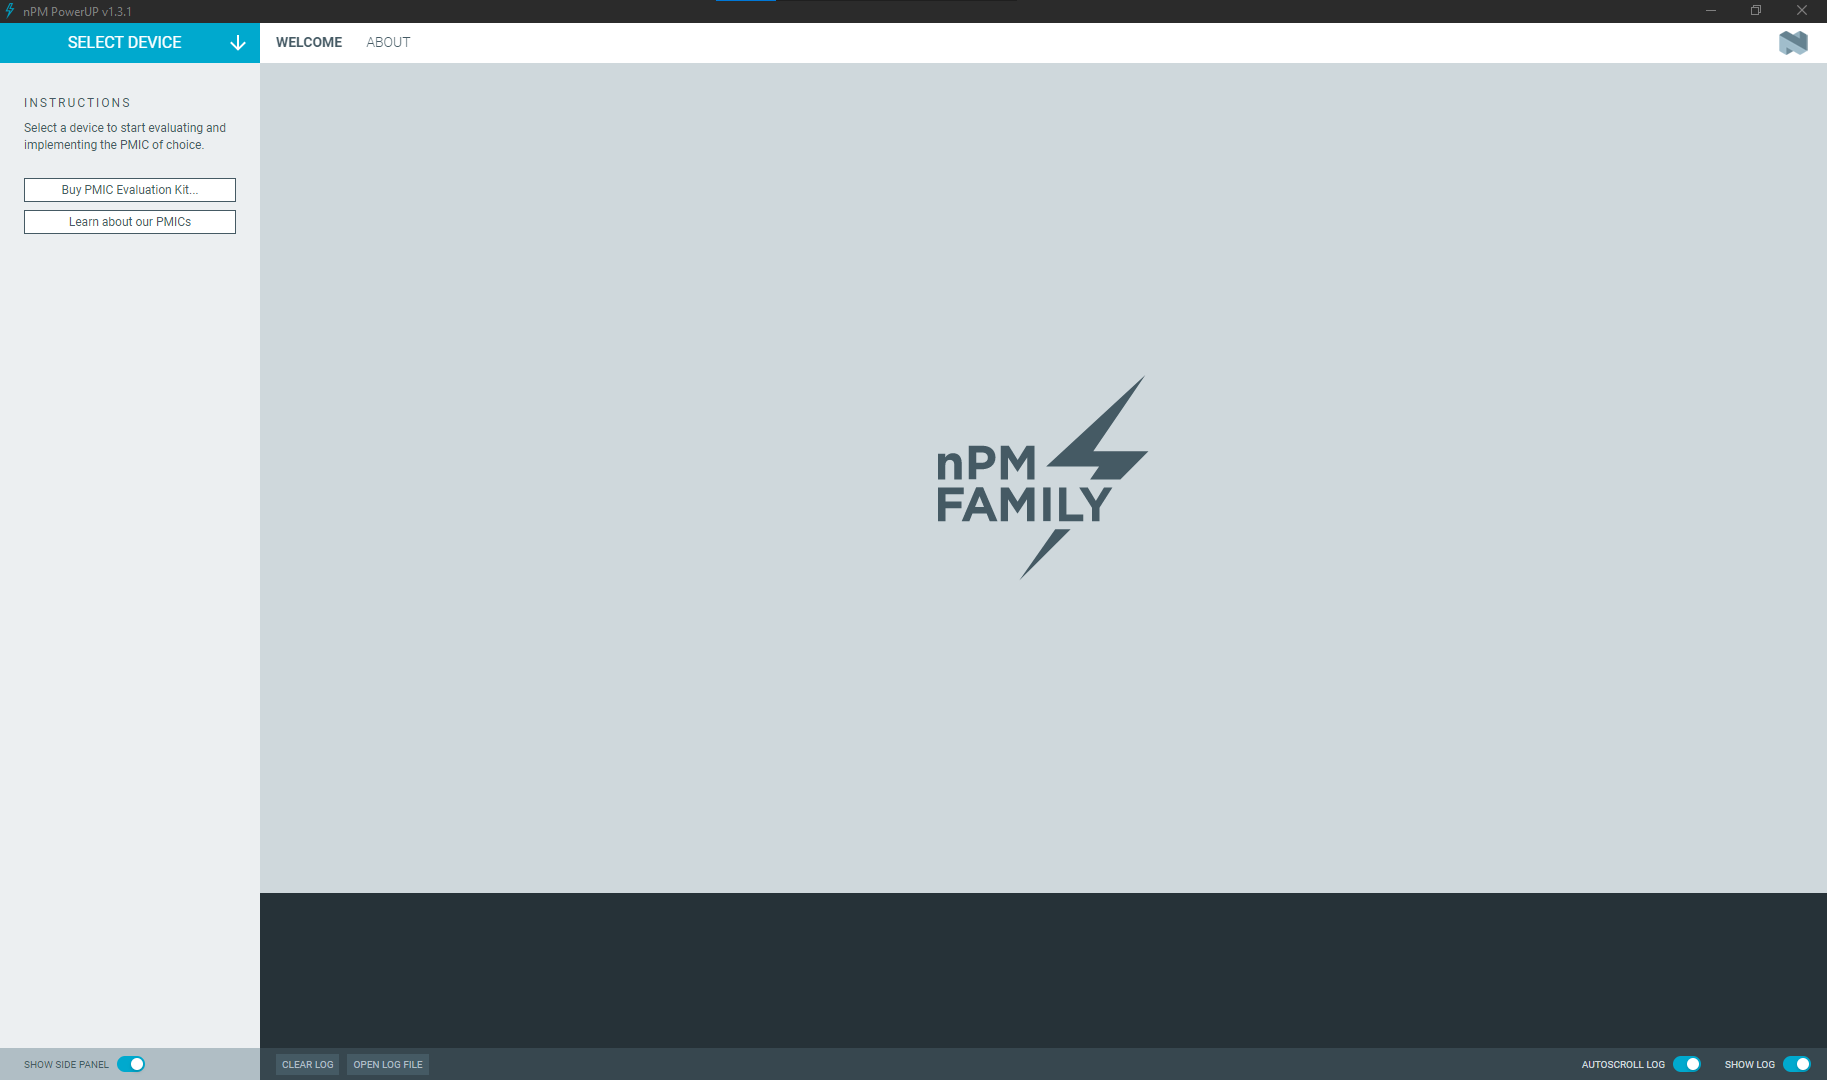 nPM PowerUP v1.3.1
SELECT DEVICE
WELCOME ABOUT
INSTRUCTIONS
Select a device to start evaluating and
implementing the PMIC of choice.
Buy PMIC Evaluation Kit...
Learn about our PMICs
nPM
FAMILY
SHOW SIDE PANEL
CLEAR LOG OPEN LOG FILE
AUTOSCROLL LOG SHOW LOG